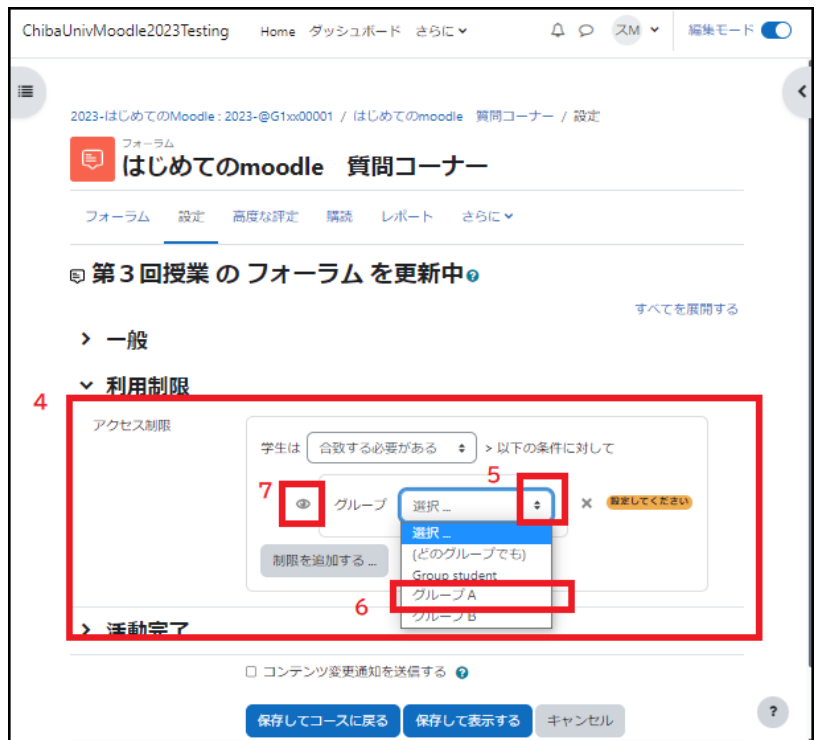 ChibaUnivMoodle2023Testing Home ダッシュボード さらに スM 編集モード
2023-はじめてのMoodle : 2023-@G1xx00001 / はじめてのmoodle 質問コーナー / 設定
フォーラム
はじめてのmoodle 質問コーナー
フォーラム 設定 高度な評定 購読 レポート さらに
第３回授業 の フォーラム を更新中
すべてを展開する
一般
利用制限
4
アクセス制限
学生は 合致する必要がある > 以下の条件に対して
5
7
グループ 選択 ... 設定してください
選択 ...
(どのグループでも)
制限を追加する ...
Group student
グループ A
6
グループ B
活動完了
コンテンツ変更通知を送信する
保存してコースに戻る 保存して表示する キャンセル
?